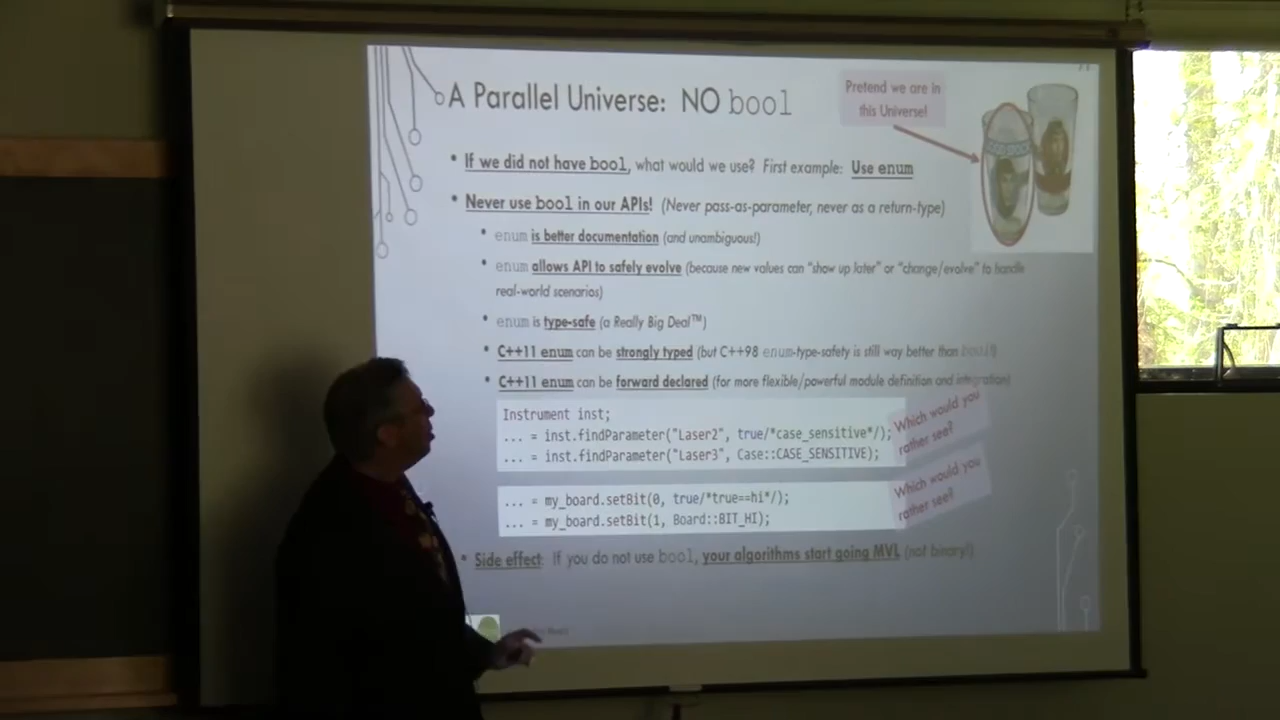 A Parallel Universe: NO bool
Pretend we are in
this Universe!
• If we did not have bool, what would we use? First example: Use enum
• Never use bool in our APIs! (Never pass-as-parameter, never as a return-type)
• enum is better documentation (and unambiguous!)
• enum allows API to safely evolve (because new values can "show up later" or "change/evolve" to handle
real-world scenarios)
• enum is type-safe (a Really Big Deal™)
• C++11 enum can be strongly typed (but C++98 enum-type-safety is still way better than bool!)
• C++11 enum can be forward declared (for more flexible/powerful module definition and integration)
Instrument inst;
... = inst.findParameter("Laser2", true/*case_sensitive*/);
... = inst.findParameter("Laser3", Case::CASE_SENSITIVE);
Which would you
rather see?
... = my_board.setBit(0, true/*true==hi*/);
... = my_board.setBit(1, Board::BIT_HI);
Which would you
rather see?
• Side effect: If you do not use bool, your algorithms start going MVL (not binary!)